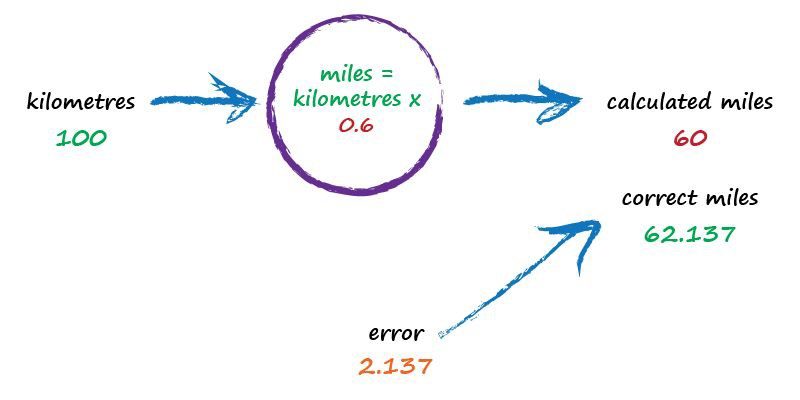 kilometres
100
miles =
kilometres x
0.6
calculated miles
60
correct miles
62.137
error
2.137